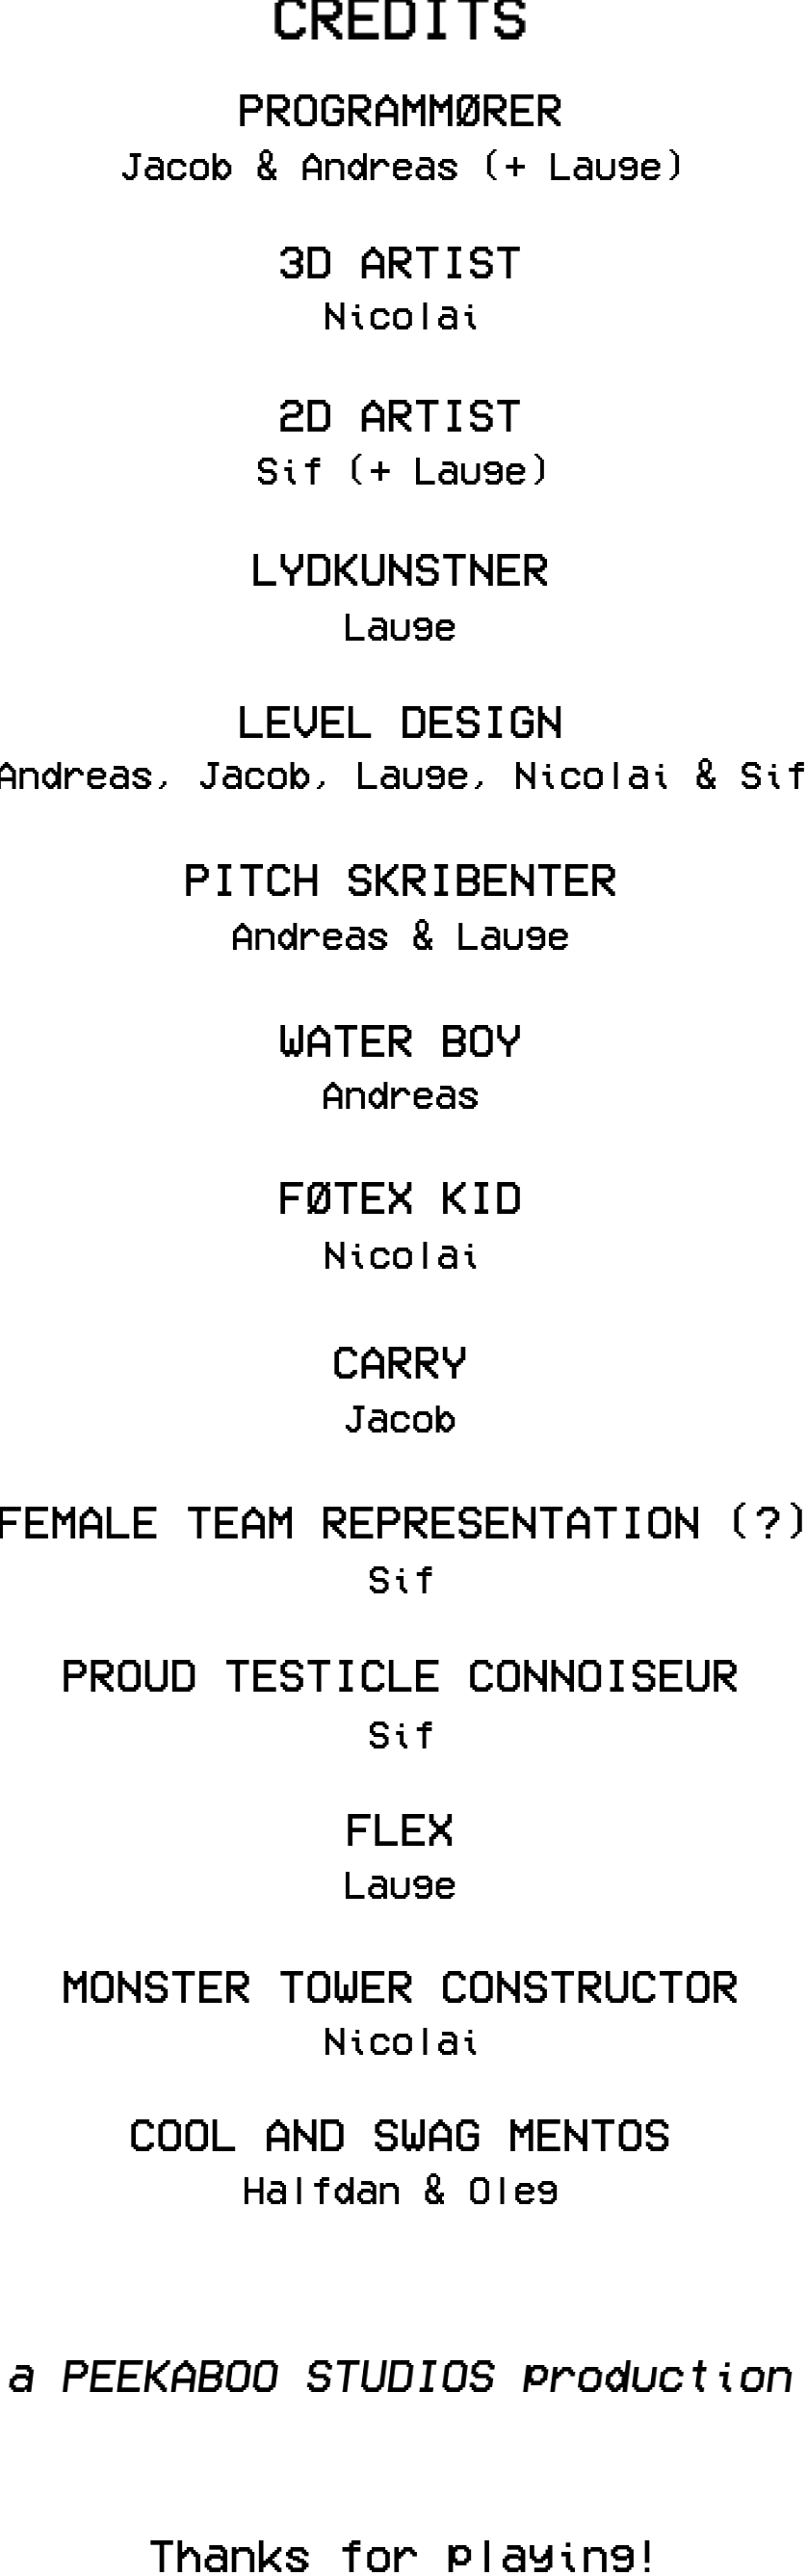 CREDITS
PROGRAMMØRER
Jacob & Andreas (+ Lauge)
3D ARTIST
Nicolai
2D ARTIST
Sif (+ Lauge)
LYDKUNSTNER
Lauge
LEVEL DESIGN
Andreas, Jacob, Lauge, Nicolai & Sif
PITCH SKRIBENTER
Andreas & Lauge
WATER BOY
Andreas
FØTEX KID
Nicolai
CARRY
Jacob
FEMALE TEAM REPRESENTATION (?)
Sif
PROUD TESTICLE CONNOISEUR
Sif
FLEX
Lauge
MONSTER TOWER CONSTRUCTOR
Nicolai
COOL AND SWAG MENTOS
Halfdan & Oleg
a PEEKABOO STUDIOS production
Thanks for playing!